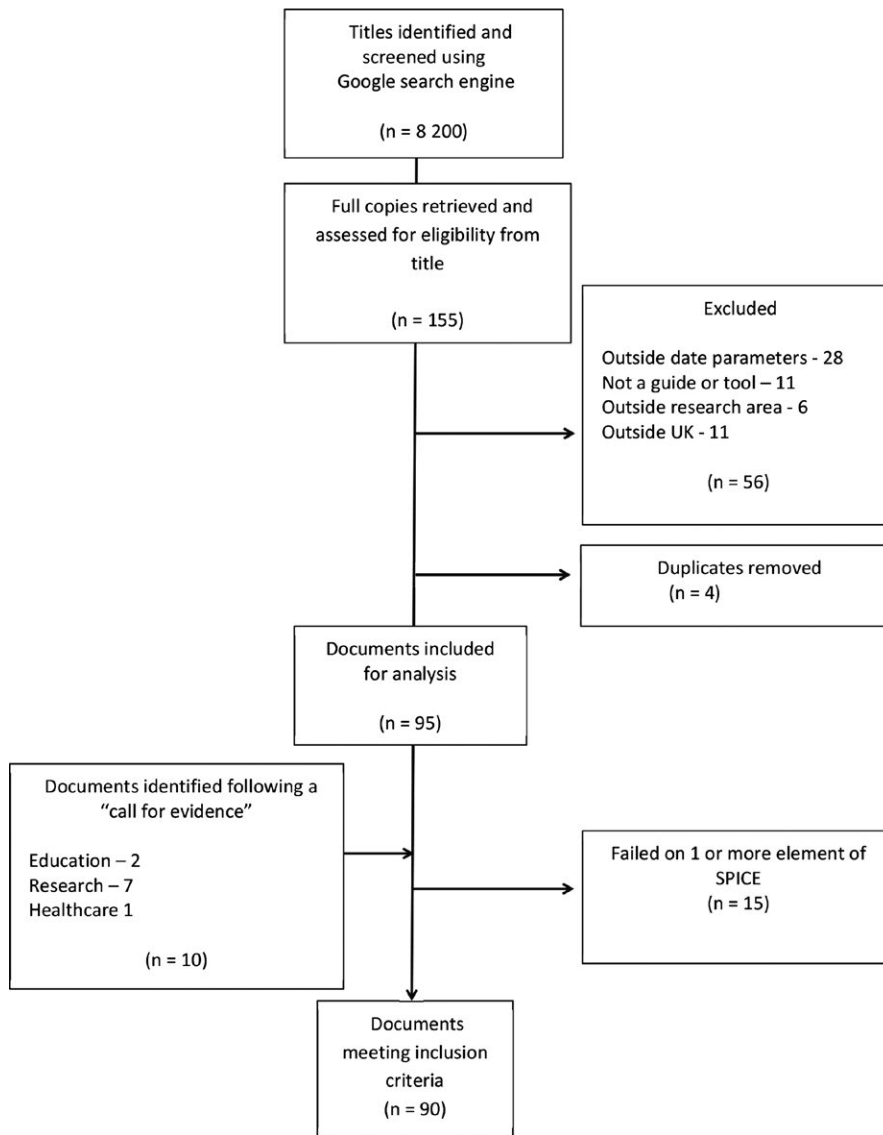 Titles identified and
screened using
Google search engine
(n = 8 200)
Full copies retrieved and
assessed for eligibility from
title
(n = 155)
Excluded
Outside date parameters - 28
Not a guide or tool – 11
Outside research area - 6
Outside UK - 11
(n = 56)
Duplicates removed
(n = 4)
Documents included
for analysis
(n = 95)
Documents identified following a
“call for evidence”
Education – 2
Research – 7
Healthcare 1
(n = 10)
Failed on 1 or more element of
SPICE
(n = 15)
Documents
meeting inclusion
criteria
(n = 90)